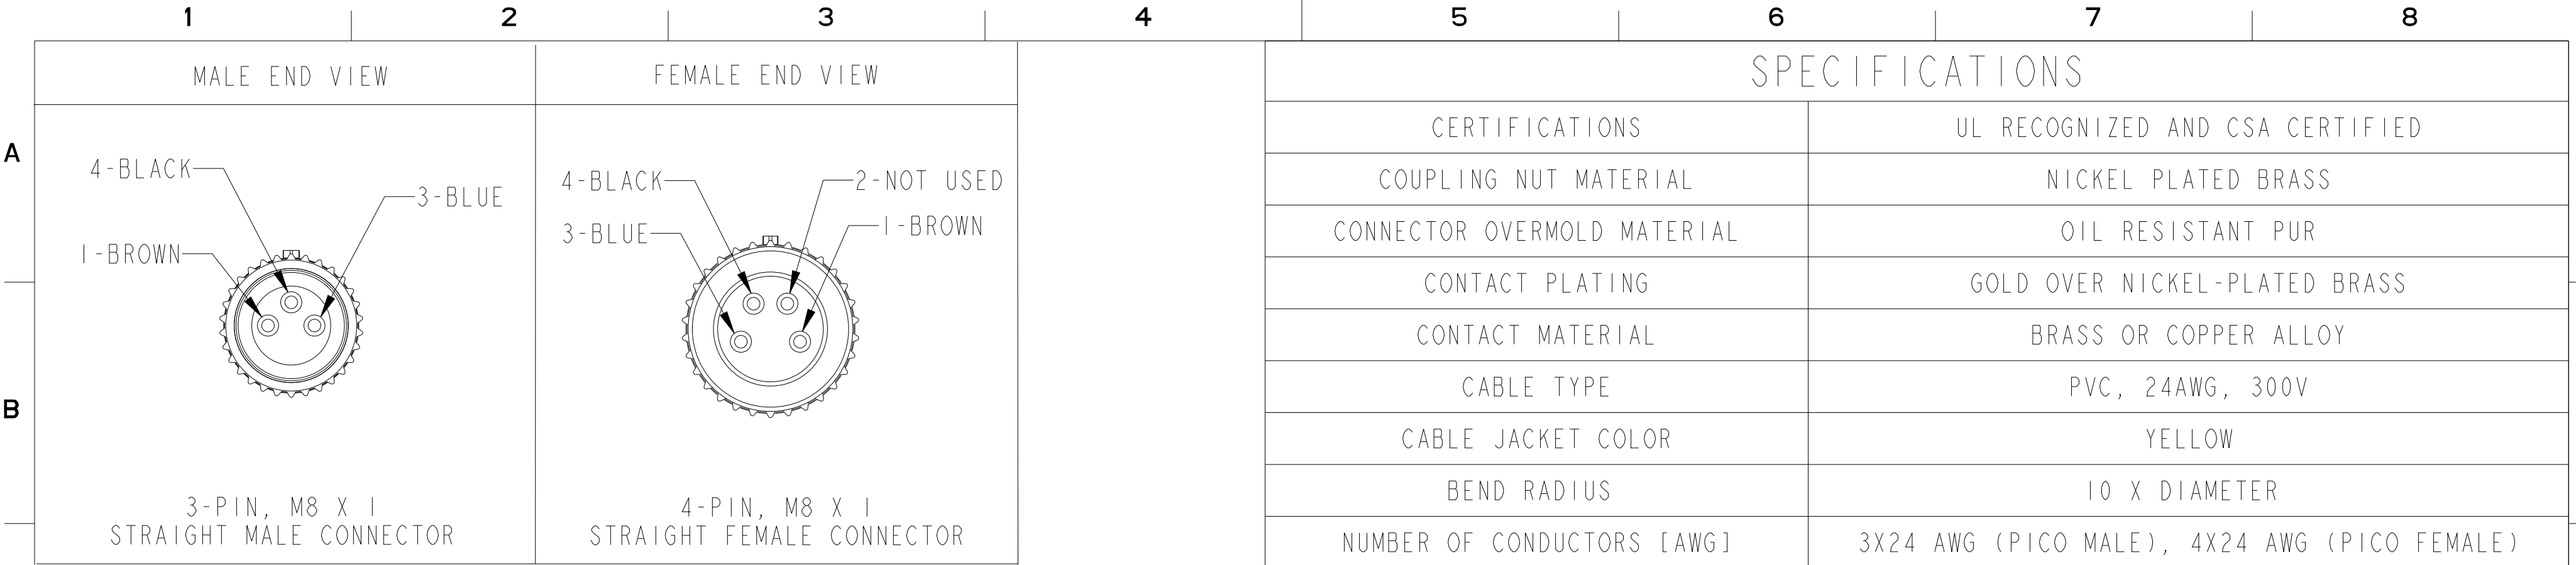 1 2 3 4 5 6 7 8
A
B
MALE END VIEW
4-BLACK
3-BLUE
1-BROWN
3-PIN, M8 X 1
STRAIGHT MALE CONNECTOR
FEMALE END VIEW
4-BLACK
2-NOT USED
3-BLUE
1-BROWN
4-PIN, M8 X 1
STRAIGHT FEMALE CONNECTOR
SPECIFICATIONS
CERTIFICATIONS UL RECOGNIZED AND CSA CERTIFIED
COUPLING NUT MATERIAL NICKEL PLATED BRASS
CONNECTOR OVERMOLD MATERIAL OIL RESISTANT PUR
CONTACT PLATING GOLD OVER NICKEL-PLATED BRASS
CONTACT MATERIAL BRASS OR COPPER ALLOY
CABLE TYPE PVC, 24AWG, 300V
CABLE JACKET COLOR YELLOW
BEND RADIUS 10 X DIAMETER
NUMBER OF CONDUCTORS [AWG] 3X24 AWG (PICO MALE), 4X24 AWG (PICO FEMALE)